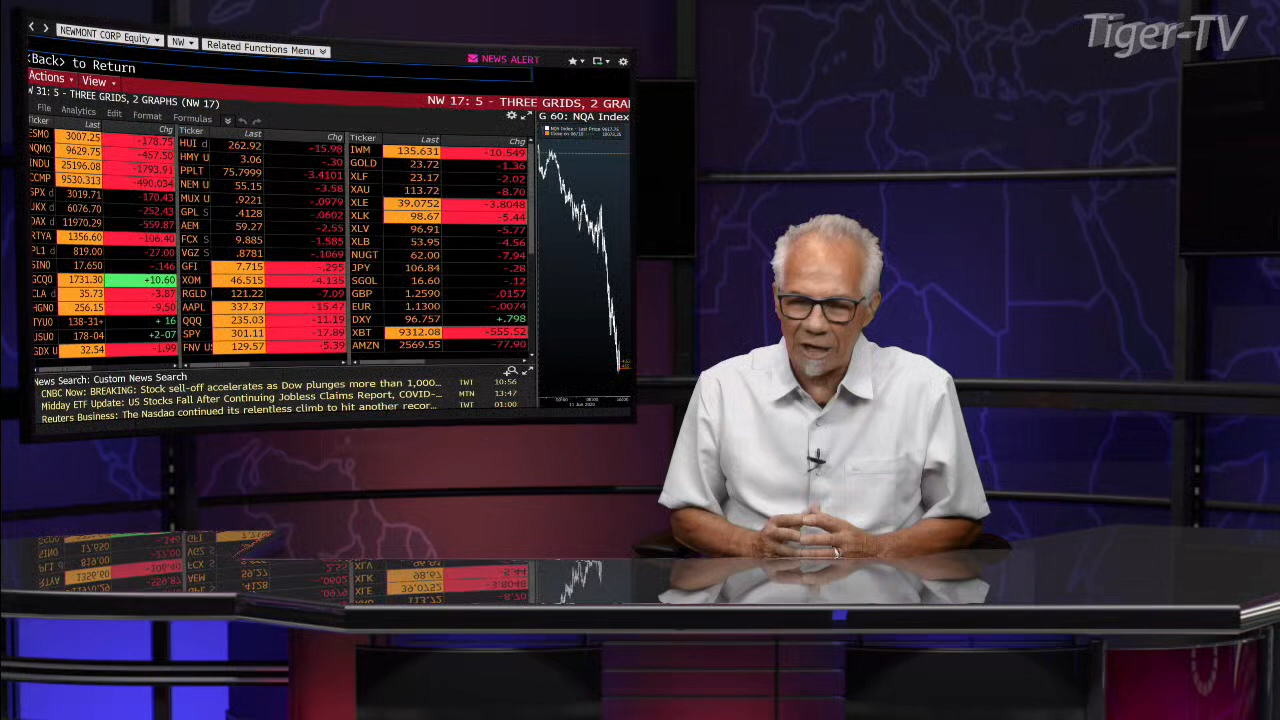 Tiger-TV
NEWMONT CORP Equity NW Related Functions Menu
<Back> to Return
NEWS ALERT
Actions View
W 31: 5 - THREE GRIDS, 2 GRAPHS (NW 17)
NW 17: 5 - THREE GRIDS, 2 GRA
File Analytics Edit Format Formulas
G 60: NQA Index
Ticker Last Chg
ESM0 3007.25 -178.75
NQM0 9629.75 -457.50
INDU 25196.08 -1793.91
CCMP 9530.313 -490.034
SPX d 3019.71 -170.43
UKX d 6076.70 -252.43
DAX d 11970.29 -559.87
RTYA 1356.60 -106.40
PL1 d 819.00 -27.00
SIN0 17.650 -.146
GCQ0 1731.30 +10.60
CLA d 35.73 -3.87
HGN0 256.15 -9.50
TYU0 138-31+ + 16
USU0 178-04 +2-07
GDX U 32.54 -1.99
Ticker Last Chg
HUI d 262.92 -15.98
HMY U 3.06 -.30
PPLT 75.7999 -3.4101
NEM U 55.15 -3.58
MUX U .9221 -.0979
GPL S .4128 -.0602
AEM 59.27 -2.55
FCX S 9.885 -1.585
VGZ S .8781 -.1069
GFI 7.715 -.295
XOM 46.515 -4.135
RGLD 121.22 -7.09
AAPL 337.37 -15.47
QQQ 235.03 -11.19
SPY 301.11 -17.89
FNV U 129.57 -5.39
Ticker Last Chg
IWM 135.631 -10.549
GOLD 23.72 -1.36
XLF 23.17 -2.02
XAU 113.72 -8.70
XLE 39.0752 -3.8048
XLK 98.67 -5.44
XLV 96.91 -5.77
XLB 53.95 -4.56
NUGT 62.00 -7.94
JPY 106.84 -.28
SGOL 16.60 -.12
GBP 1.2590 -.0157
EUR 1.1300 -.0074
DXY 96.757 +.798
XBT 9312.08 -555.52
AMZN 2569.55 -77.90
News Search: Custom News Search
CNBC Now: BREAKING: Stock sell-off accelerates as Dow plunges more than 1,000... TWT 10:56
Midday ETF Update: US Stocks Fall After Continuing Jobless Claims Report, COVID-... MTN 13:47
Reuters Business: The Nasdaq continued its relentless climb to hit another recor... TWT 01:00